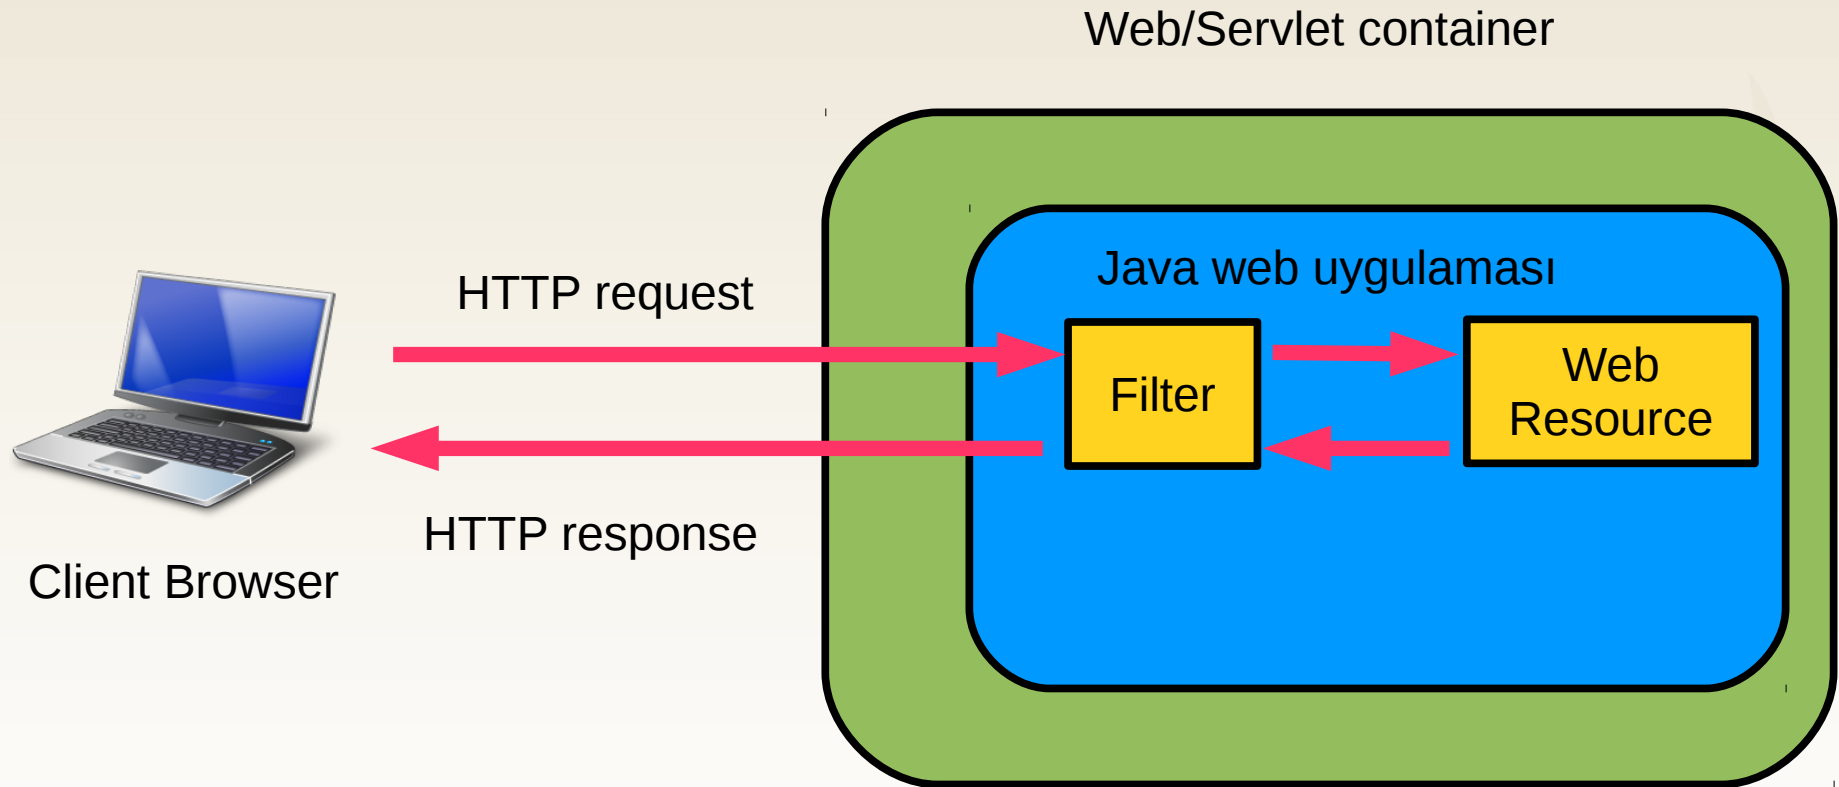 Web/Servlet container
Java web uygulaması
HTTP request
Filter
Web
Resource
HTTP response
Client Browser